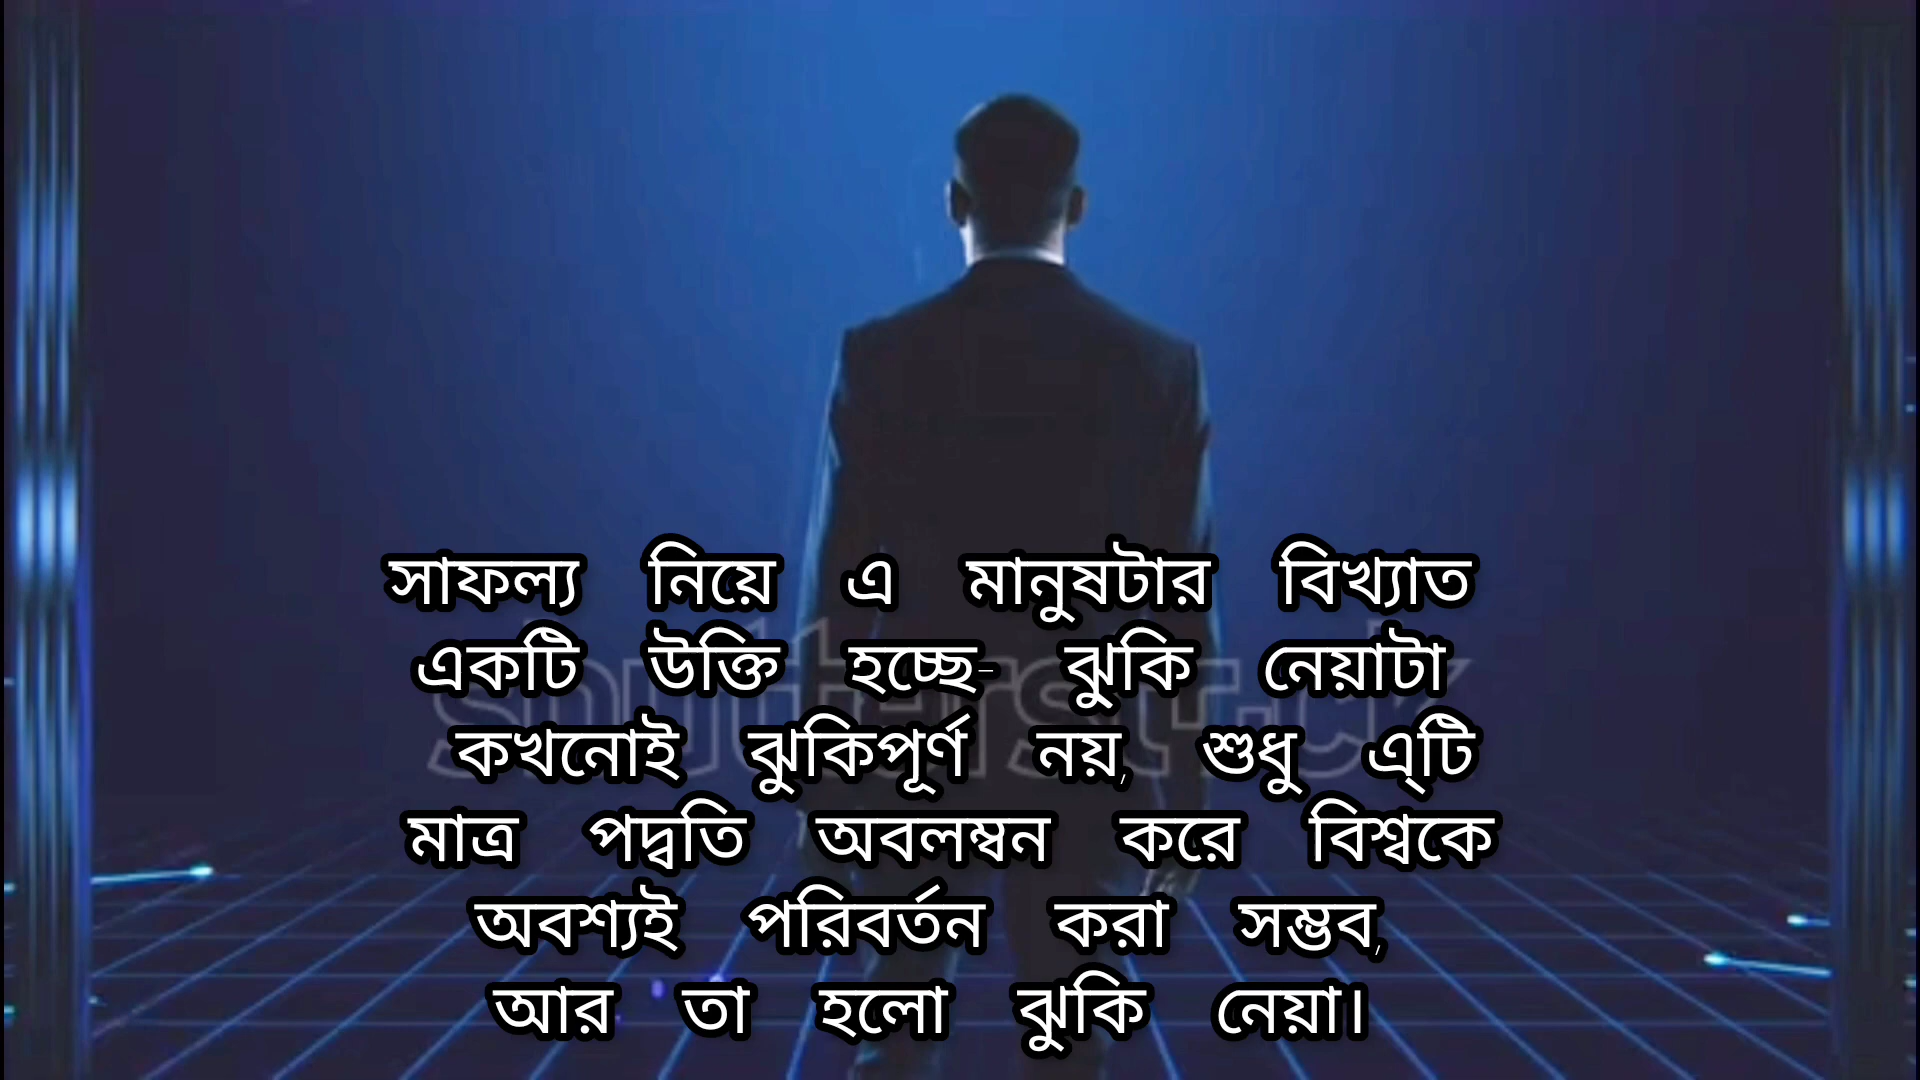 সাফল্য নিয়ে এ মানুষটার বিখ্যাত
একটি উক্তি হচ্ছে- ঝুকি নেয়াটা
কখনোই ঝুকিপূর্ণ নয়, শুধু এ্টি
মাত্র পদ্বতি অবলম্বন করে বিশ্বকে
অবশ্যই পরিবর্তন করা সম্ভব,
আর তা হলো ঝুকি নেয়া।
shutterstock